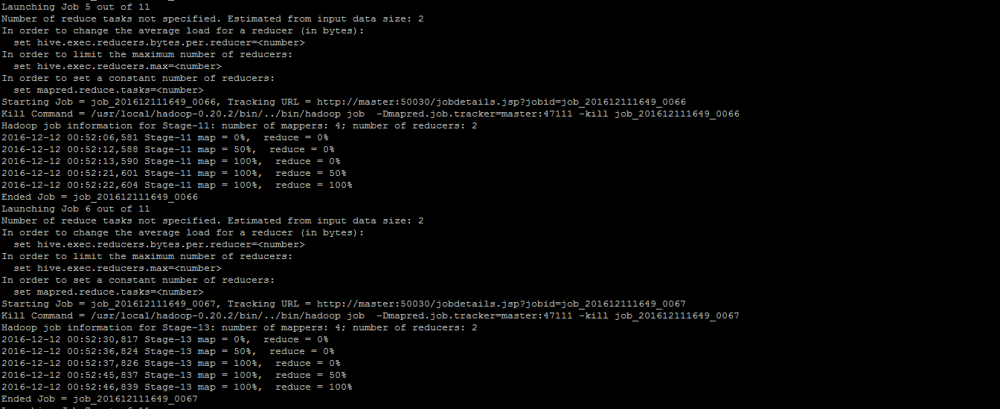 Launching Job 5 out of 11
Number of reduce tasks not specified. Estimated from input data size: 2
In order to change the average load for a reducer (in bytes):
  set hive.exec.reducers.bytes.per.reducer=<number>
In order to limit the maximum number of reducers:
  set hive.exec.reducers.max=<number>
In order to set a constant number of reducers:
  set mapred.reduce.tasks=<number>
Starting Job = job_201612111649_0066, Tracking URL = http://master:50030/jobdetails.jsp?jobid=job_201612111649_0066
Kill Command = /usr/local/hadoop-0.20.2/bin/../bin/hadoop job  -Dmapred.job.tracker=master:47111 -kill job_201612111649_0066
Hadoop job information for Stage-11: number of mappers: 4; number of reducers: 2
2016-12-12 00:52:06,581 Stage-11 map = 0%,  reduce = 0%
2016-12-12 00:52:12,588 Stage-11 map = 50%,  reduce = 0%
2016-12-12 00:52:13,590 Stage-11 map = 100%,  reduce = 0%
2016-12-12 00:52:21,601 Stage-11 map = 100%,  reduce = 50%
2016-12-12 00:52:22,604 Stage-11 map = 100%,  reduce = 100%
Ended Job = job_201612111649_0066
Launching Job 6 out of 11
Number of reduce tasks not specified. Estimated from input data size: 2
In order to change the average load for a reducer (in bytes):
  set hive.exec.reducers.bytes.per.reducer=<number>
In order to limit the maximum number of reducers:
  set hive.exec.reducers.max=<number>
In order to set a constant number of reducers:
  set mapred.reduce.tasks=<number>
Starting Job = job_201612111649_0067, Tracking URL = http://master:50030/jobdetails.jsp?jobid=job_201612111649_0067
Kill Command = /usr/local/hadoop-0.20.2/bin/../bin/hadoop job  -Dmapred.job.tracker=master:47111 -kill job_201612111649_0067
Hadoop job information for Stage-13: number of mappers: 4; number of reducers: 2
2016-12-12 00:52:30,817 Stage-13 map = 0%,  reduce = 0%
2016-12-12 00:52:36,824 Stage-13 map = 50%,  reduce = 0%
2016-12-12 00:52:37,826 Stage-13 map = 100%,  reduce = 0%
2016-12-12 00:52:45,837 Stage-13 map = 100%,  reduce = 50%
2016-12-12 00:52:46,839 Stage-13 map = 100%,  reduce = 100%
Ended Job = job_201612111649_0067